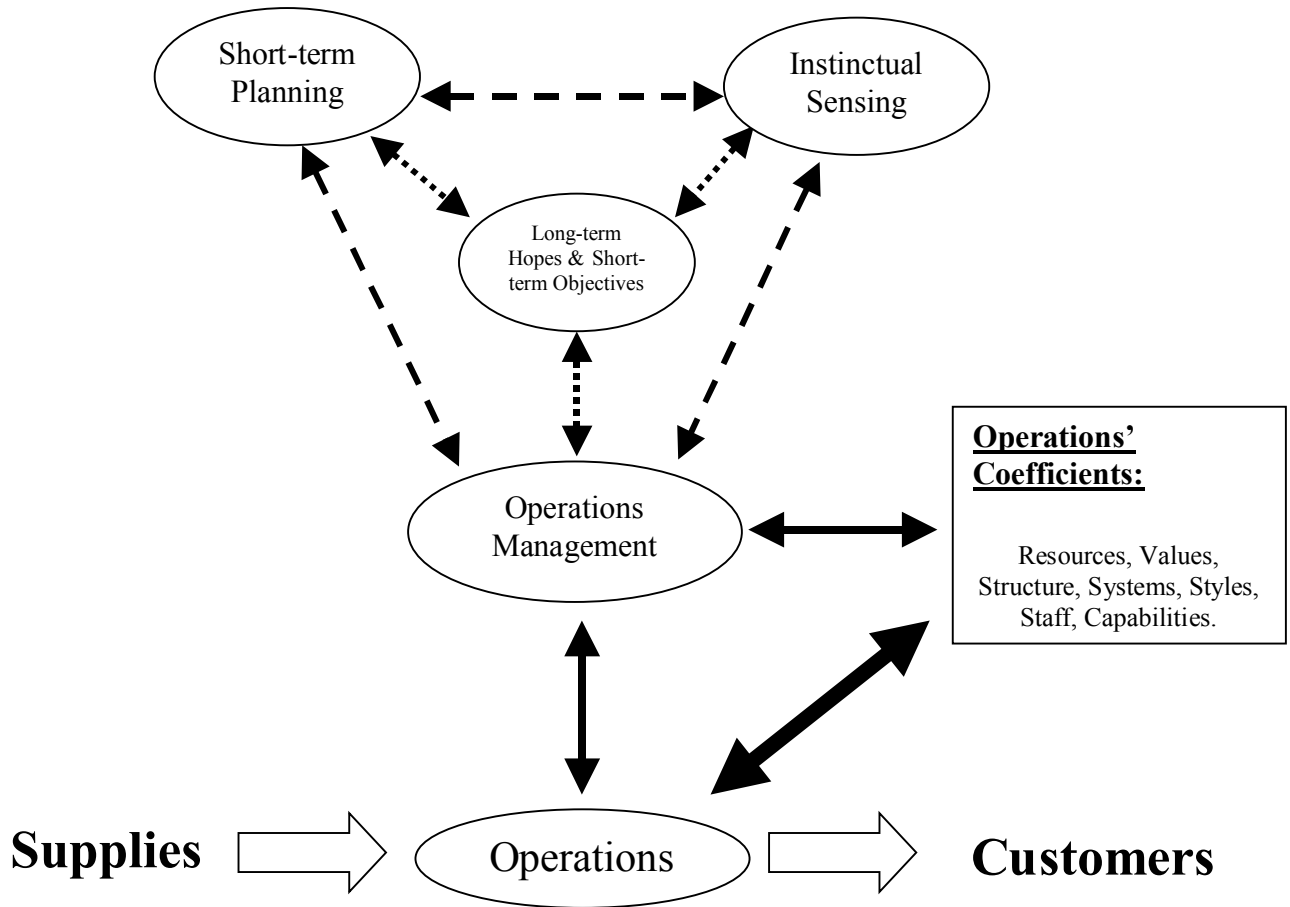 Short-term
Planning
Instinctual
Sensing
Long-term
Hopes & Short-
term Objectives
Operations
Management
Operations’
Coefficients:
Resources, Values,
Structure, Systems, Styles,
Staff, Capabilities.
Supplies
Operations
Customers